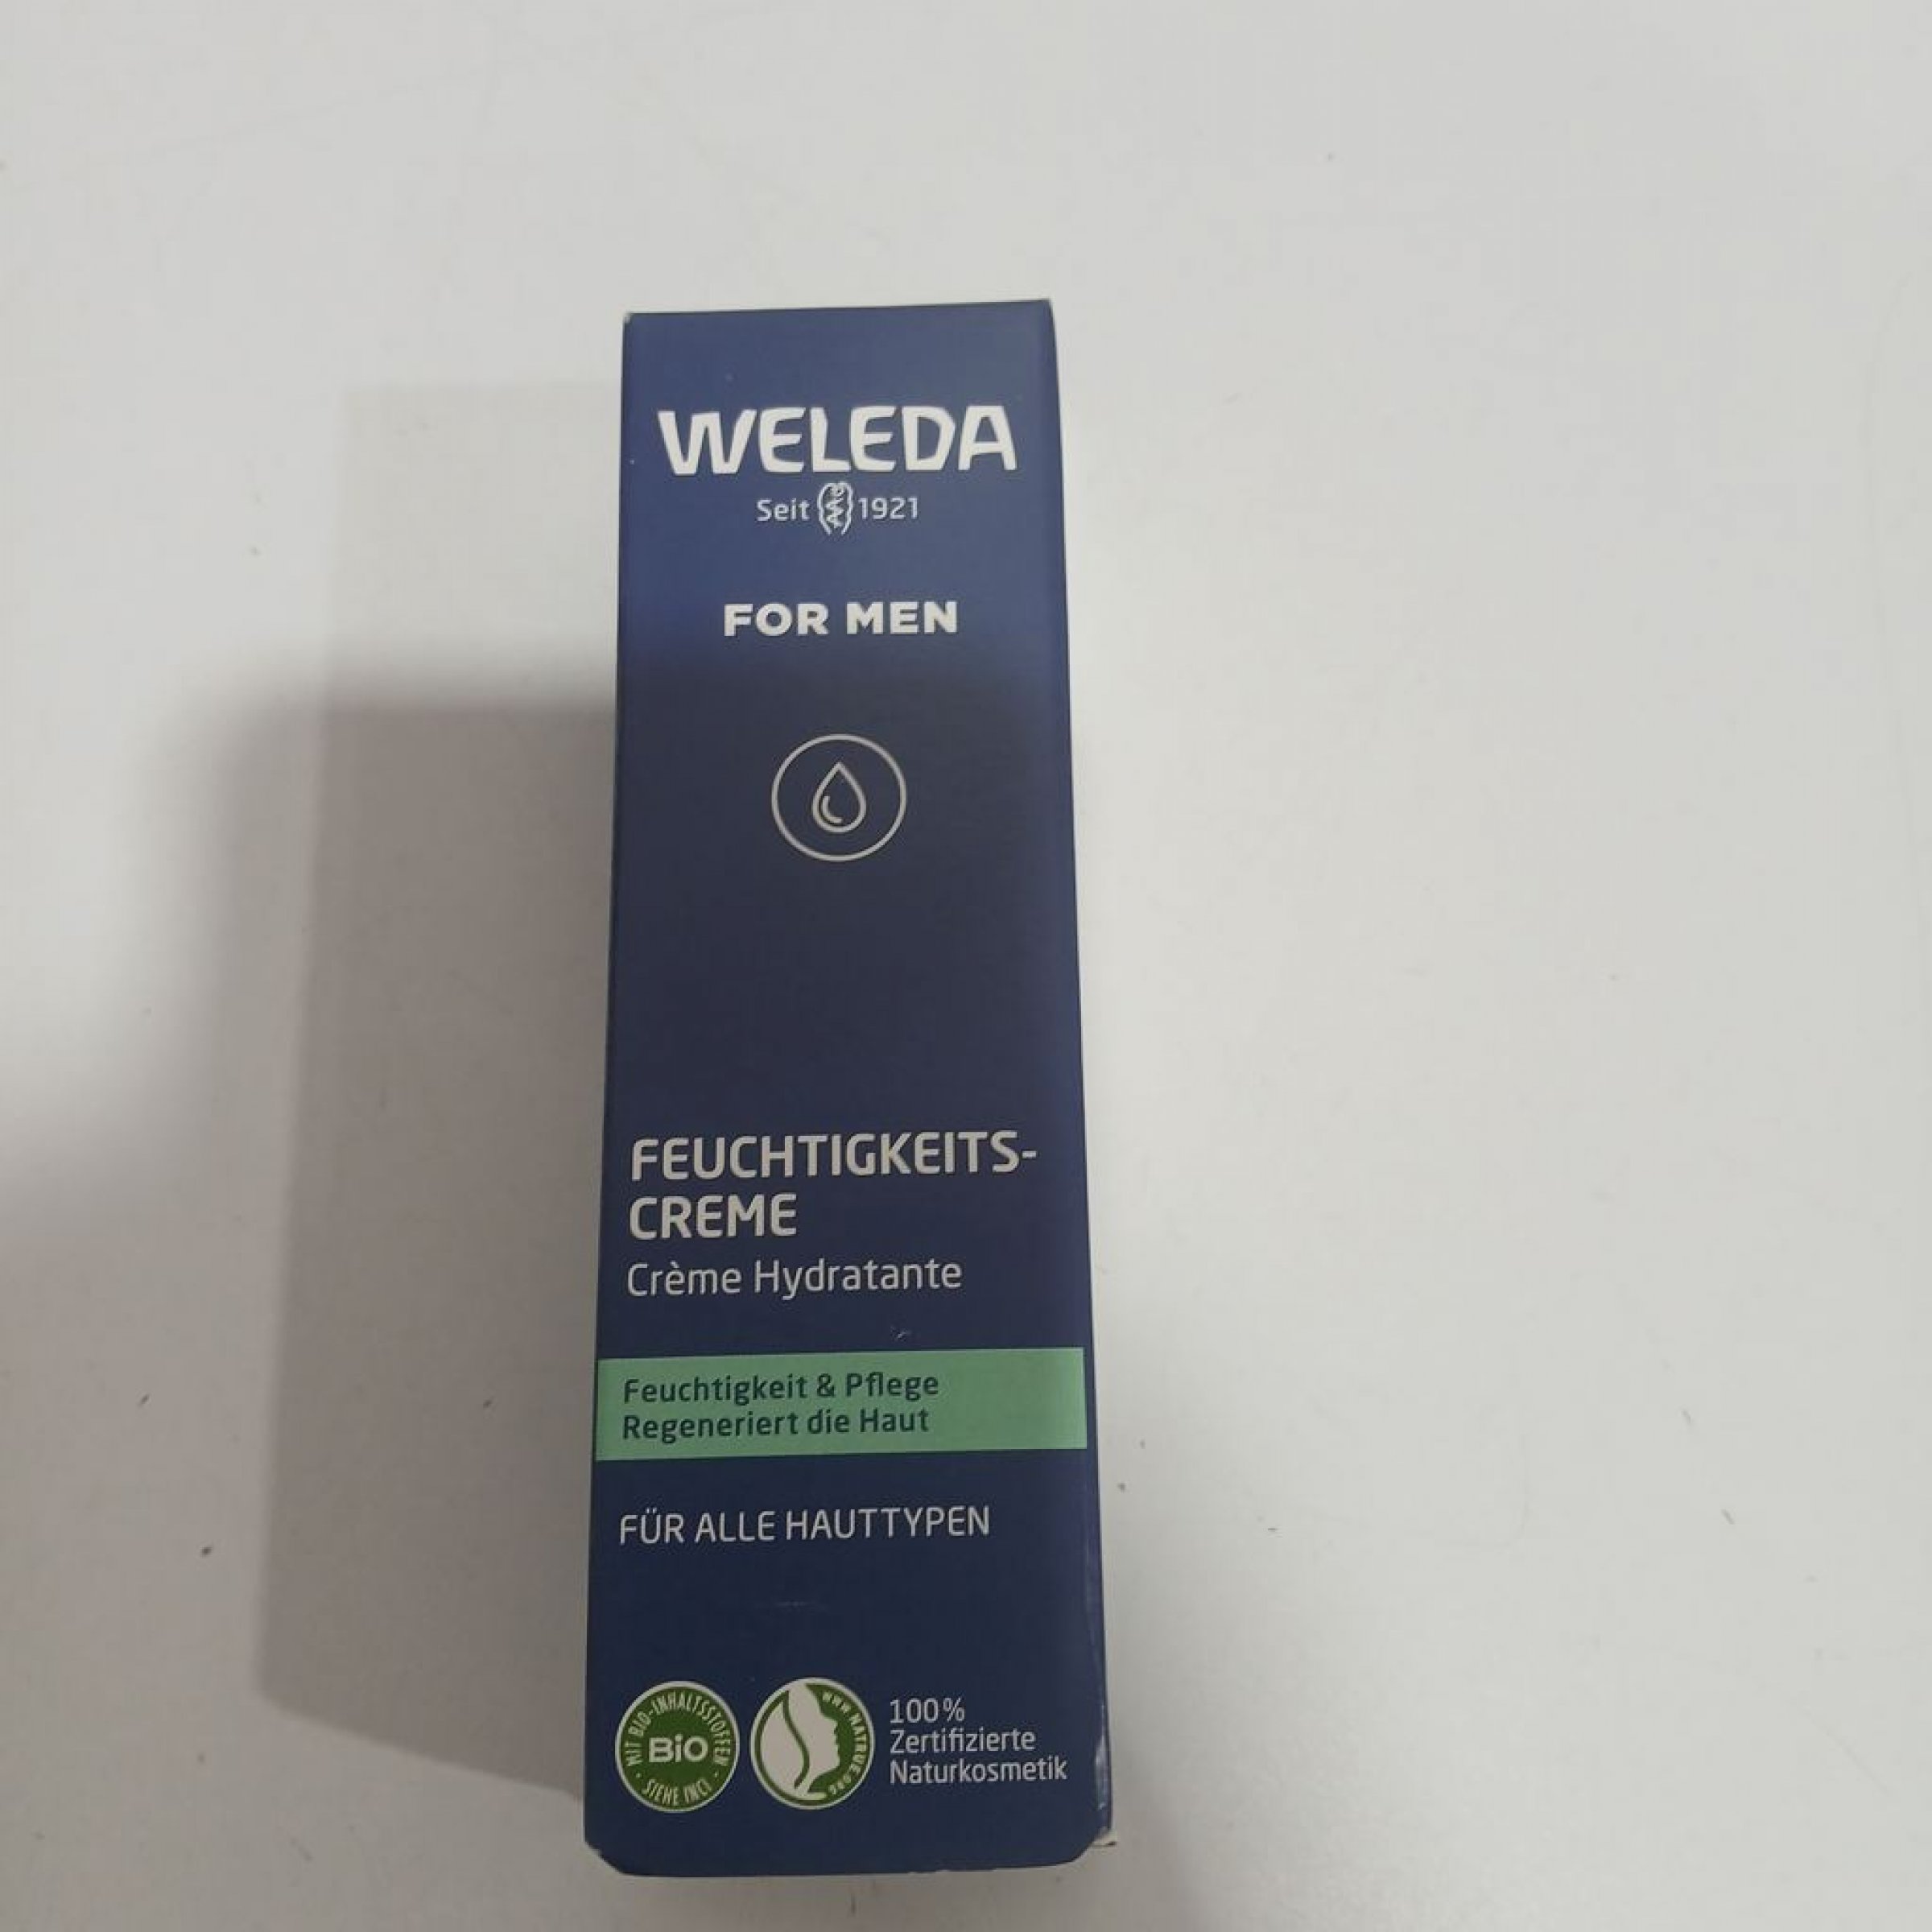 WELEDA
Seit 1921
FOR MEN
FEUCHTIGKEITS-
CREME
Crème Hydratante
Feuchtigkeit & Pflege
Regeneriert die Haut
FÜR ALLE HAUTTYPEN
MIT BIO-INHALTSSTOFFEN
BiO
SIEHE INCI
WWW.NATRUE.ORG
100%
Zertifizierte
Naturkosmetik